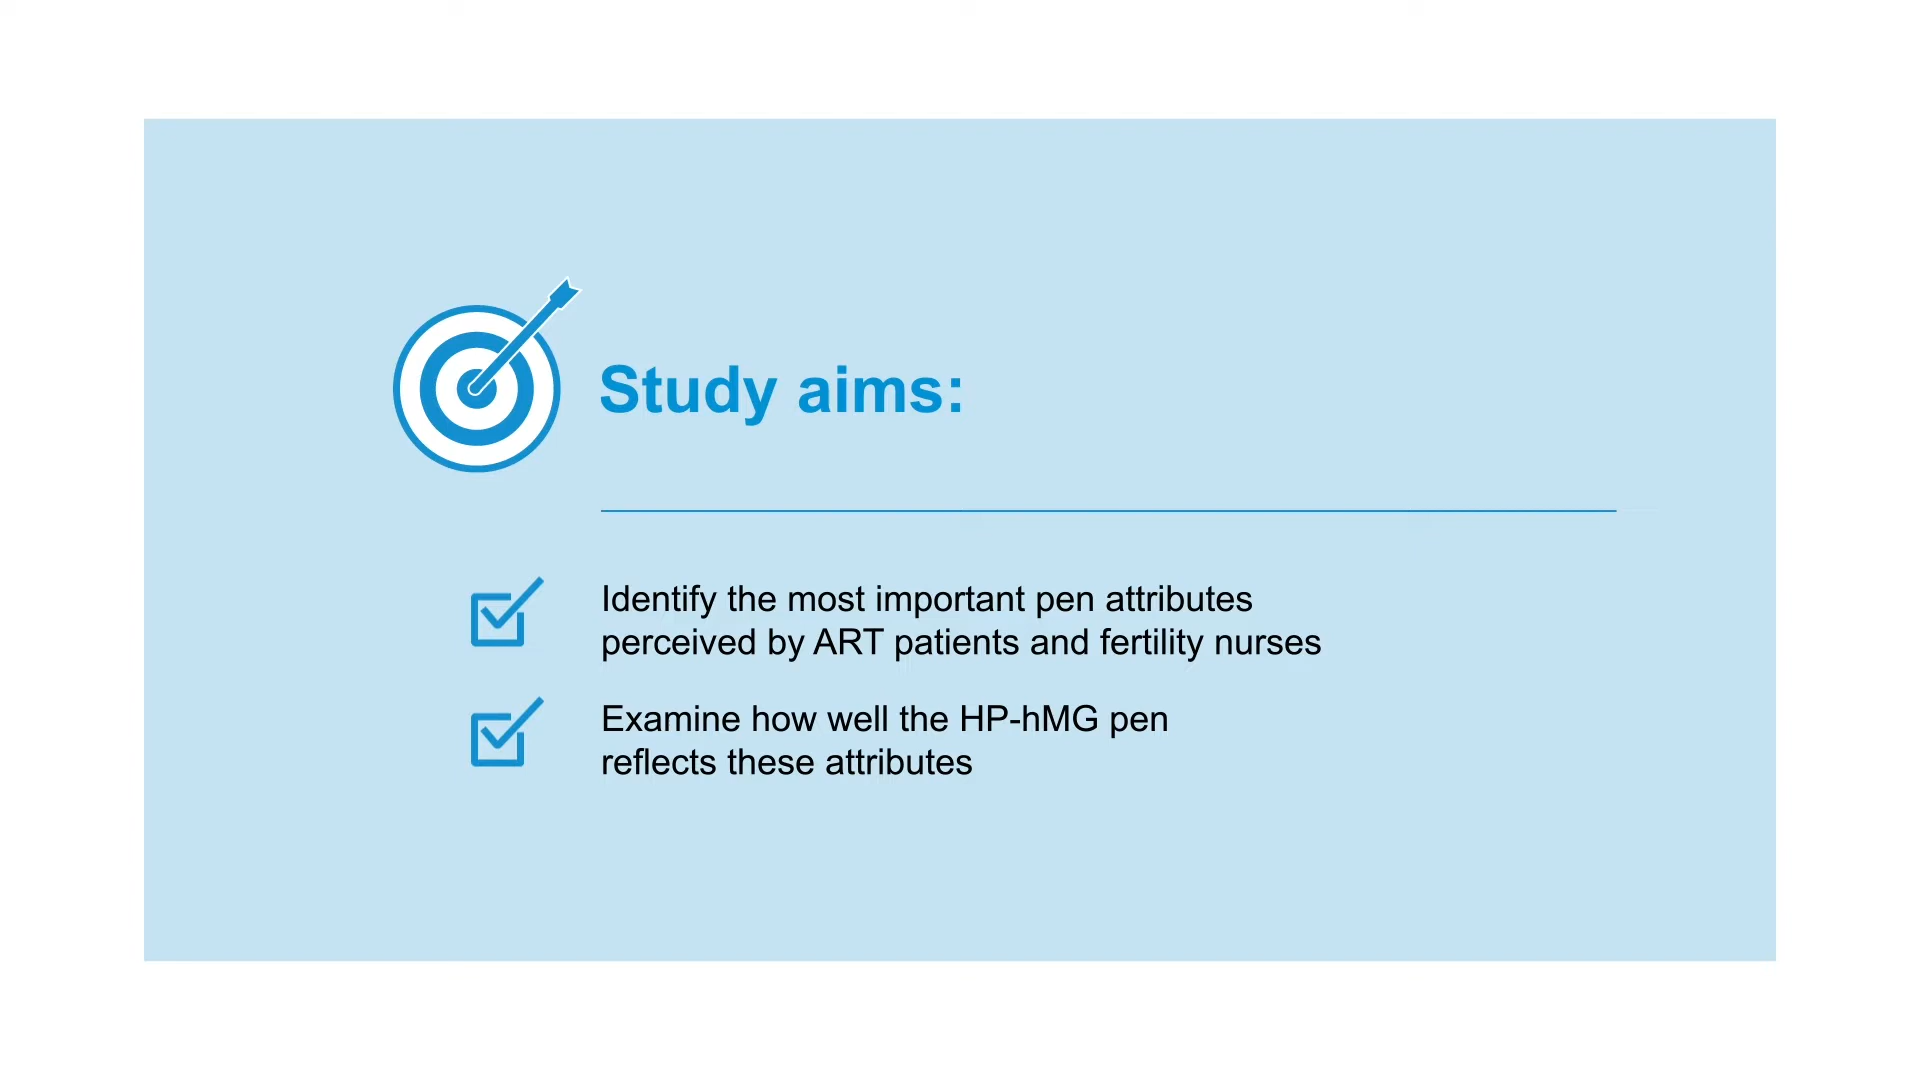 Study aims:
Identify the most important pen attributes
perceived by ART patients and fertility nurses
Examine how well the HP-hMG pen
reflects these attributes